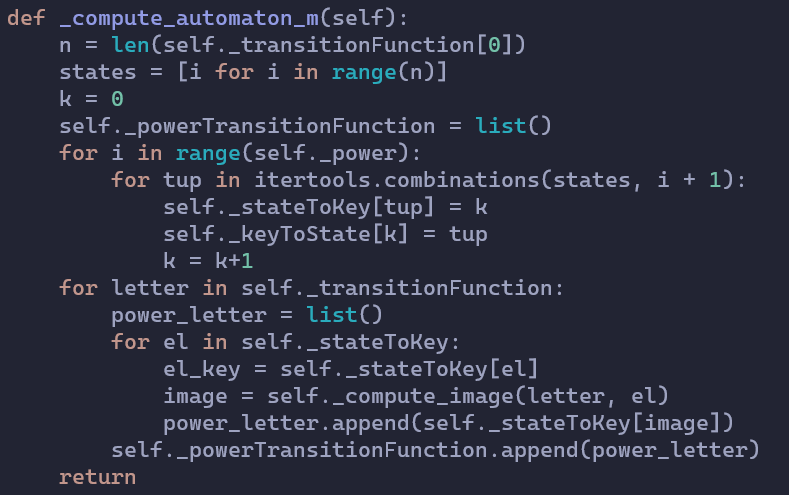 def _compute_automaton_m(self):
    n = len(self._transitionFunction[0])
    states = [i for i in range(n)]
    k = 0
    self._powerTransitionFunction = list()
    for i in range(self._power):
        for tup in itertools.combinations(states, i + 1):
            self._stateToKey[tup] = k
            self._keyToState[k] = tup
            k = k+1
    for letter in self._transitionFunction:
        power_letter = list()
        for el in self._stateToKey:
            el_key = self._stateToKey[el]
            image = self._compute_image(letter, el)
            power_letter.append(self._stateToKey[image])
        self._powerTransitionFunction.append(power_letter)
    return